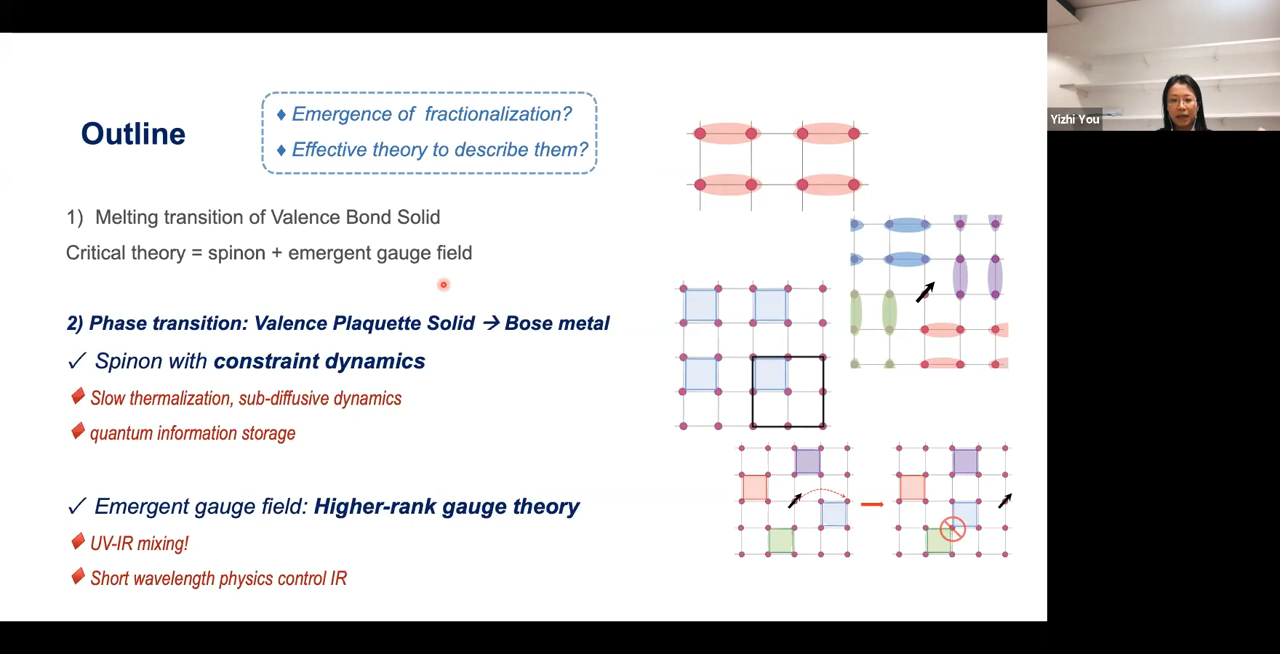 Outline
♦ Emergence of fractionalization?
♦ Effective theory to describe them?
1) Melting transition of Valence Bond Solid
Critical theory = spinon + emergent gauge field
2) Phase transition: Valence Plaquette Solid → Bose metal
✓ Spinon with constraint dynamics
♦ Slow thermalization, sub-diffusive dynamics
♦ quantum information storage
✓ Emergent gauge field: Higher-rank gauge theory
♦ UV-IR mixing!
♦ Short wavelength physics control IR
Yizhi You